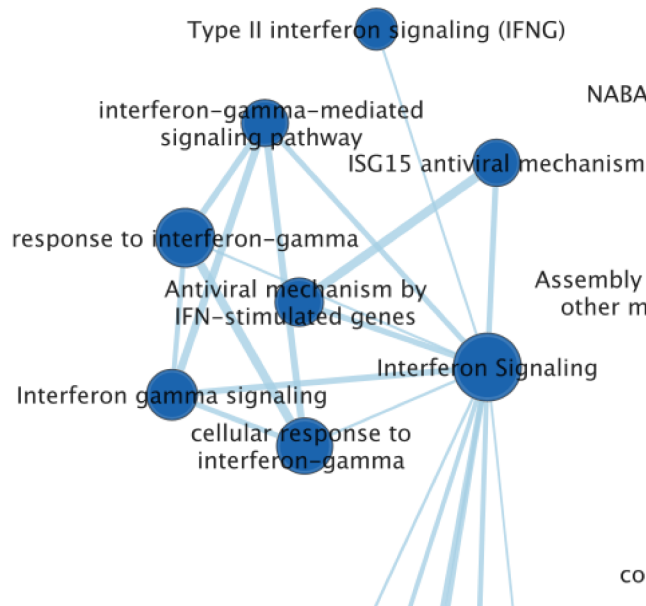 Type II interferon signaling (IFNG)
NABA
interferon-gamma-mediated
signaling pathway
ISG15 antiviral mechanism
response to interferon-gamma
Antiviral mechanism by
IFN-stimulated genes
Assembly
other m
Interferon Signaling
Interferon gamma signaling
cellular response to
interferon-gamma
co